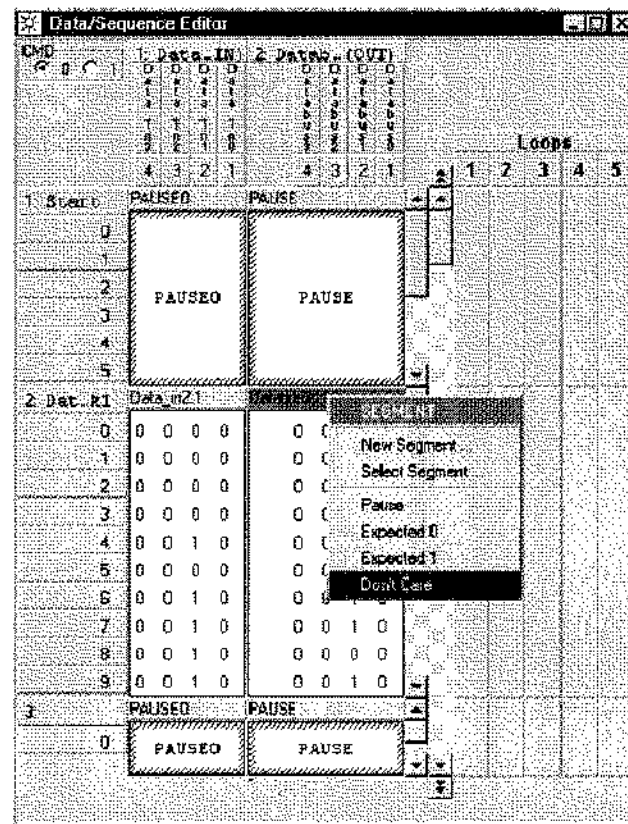 Data/Sequence Editor
CMD
0 1
1. Data_IN) 2 Datab_(OUT)
4 3 2 1 4 3 2 1
Loops
1 2 3 4 5
1 Start PAUSE0 PAUSE
0
1
2
PAUSE0 PAUSE
3
4
5
2 Dat_R1 Data_in2.1
SEGMENT
New Segment...
Select Segment
Pause
Expected 0
Expected 1
Don't Care
0 0 0 0 0 0
1 0 0 0 0 0
2 0 0 0 0 0
3 0 0 0 0 0
4 0 0 1 0 0
5 0 0 0 0 0
6 0 0 1 0 0
7 0 0 1 0 0 0 1 0
8 0 0 1 0 0 0 0 0
9 0 0 1 0 0 0 1 0
3 PAUSE0 PAUSE
0 PAUSE0 PAUSE